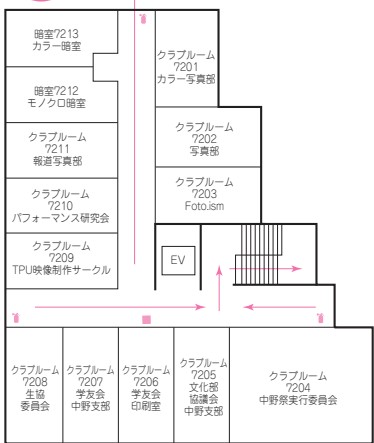 暗室7213
カラー暗室
クラブルーム
7201
カラー写真部
暗室7212
モノクロ暗室
クラブルーム
7202
写真部
クラブルーム
7211
報道写真部
クラブルーム
7203
Foto.ism
クラブルーム
7210
パフォーマンス研究会
クラブルーム
7209
TPU映像制作サークル
EV
クラブルーム
7208
生協
委員会
クラブルーム
7207
学友会
中野支部
クラブルーム
7206
学友会
印刷室
クラブルーム
7205
文化部
協議会
中野支部
クラブルーム
7204
中野祭実行委員会